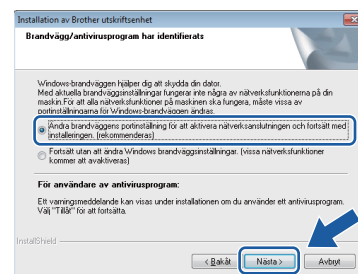 Installation av Brother utskriftsenhet
Brandvägg/antivirusprogram har identifierats
Windows-brandväggen hjälper dig att skydda din dator.
Med aktuella brandväggsinställningar fungerar inte några av nätverksfunktionerna på din
maskin.För att alla nätverksfunktioner på maskinen ska fungera, måste vissa av
portinställningarna för Windows-brandväggen ändras.
Ändra brandväggens portinställning för att aktivera nätverksanslutningen och fortsätt med
installeringen. (rekommenderas)
Fortsätt utan att ändra Windows brandväggsinställningar. (vissa nätverksfunktioner
kommer att avaktiveras)
För användare av antivirusprogram:
Ett varningsmeddelande kan visas under installationen om du använder ett antivirusprogram.
Välj "Tillåt" för att fortsätta.
InstallShield
< Bakåt
Nästa >
Avbryt